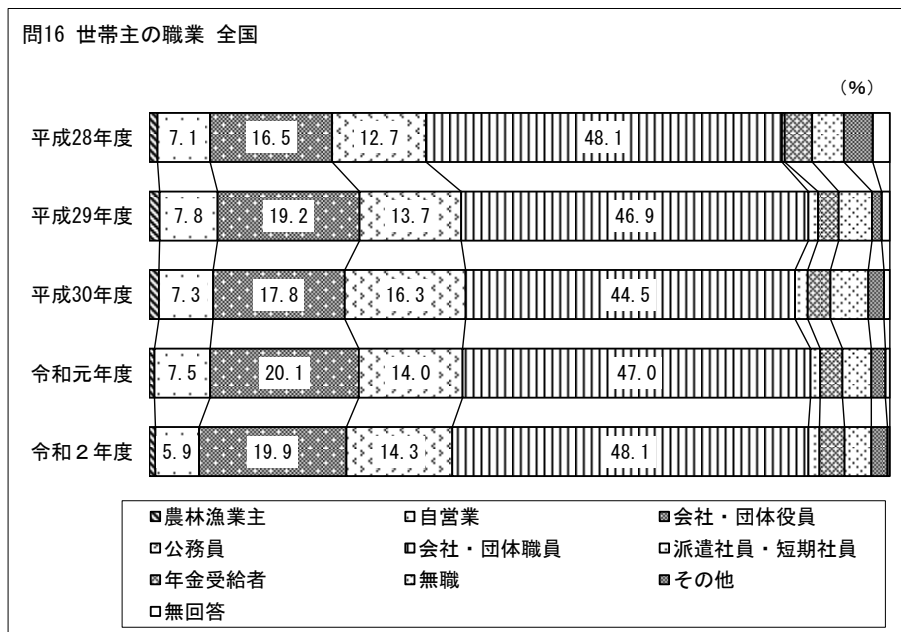 問16 世帯主の職業 全国
（%）
平成28年度 7.1 16.5 12.7 48.1
平成29年度 7.8 19.2 13.7 46.9
平成30年度 7.3 17.8 16.3 44.5
令和元年度 7.5 20.1 14.0 47.0
令和２年度 5.9 19.9 14.3 48.1
農林漁業主 自営業 会社・団体役員
公務員 会社・団体職員 派遣社員・短期社員
年金受給者 無職 その他
無回答